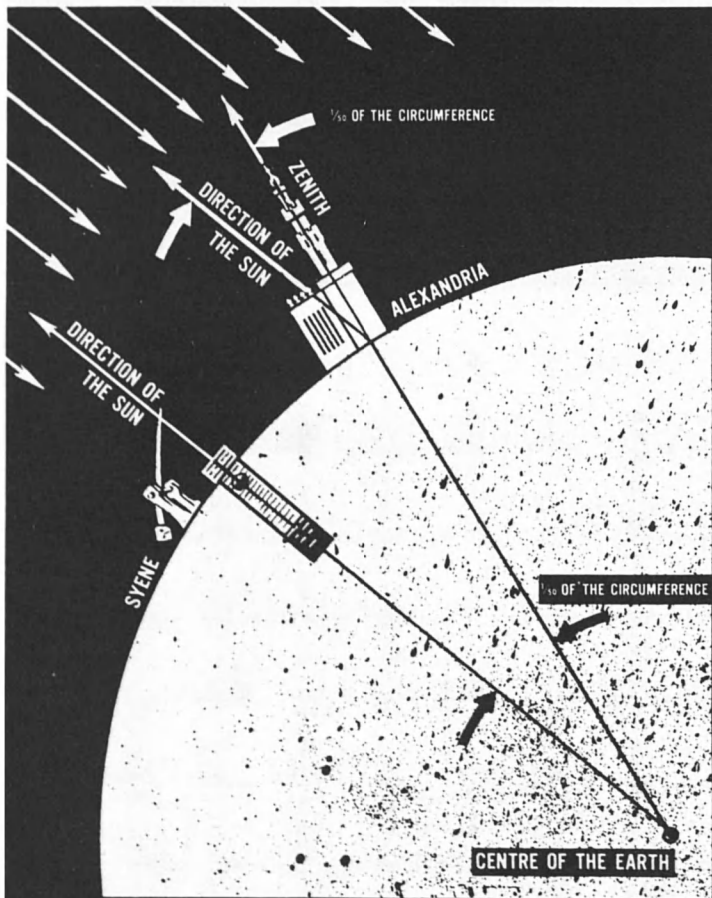 1/50 OF THE CIRCUMFERENCE
ZENITH
DIRECTION OF
THE SUN
ALEXANDRIA
DIRECTION OF
THE SUN
SYENE
1/50 OF THE CIRCUMFERENCE
CENTRE OF THE EARTH